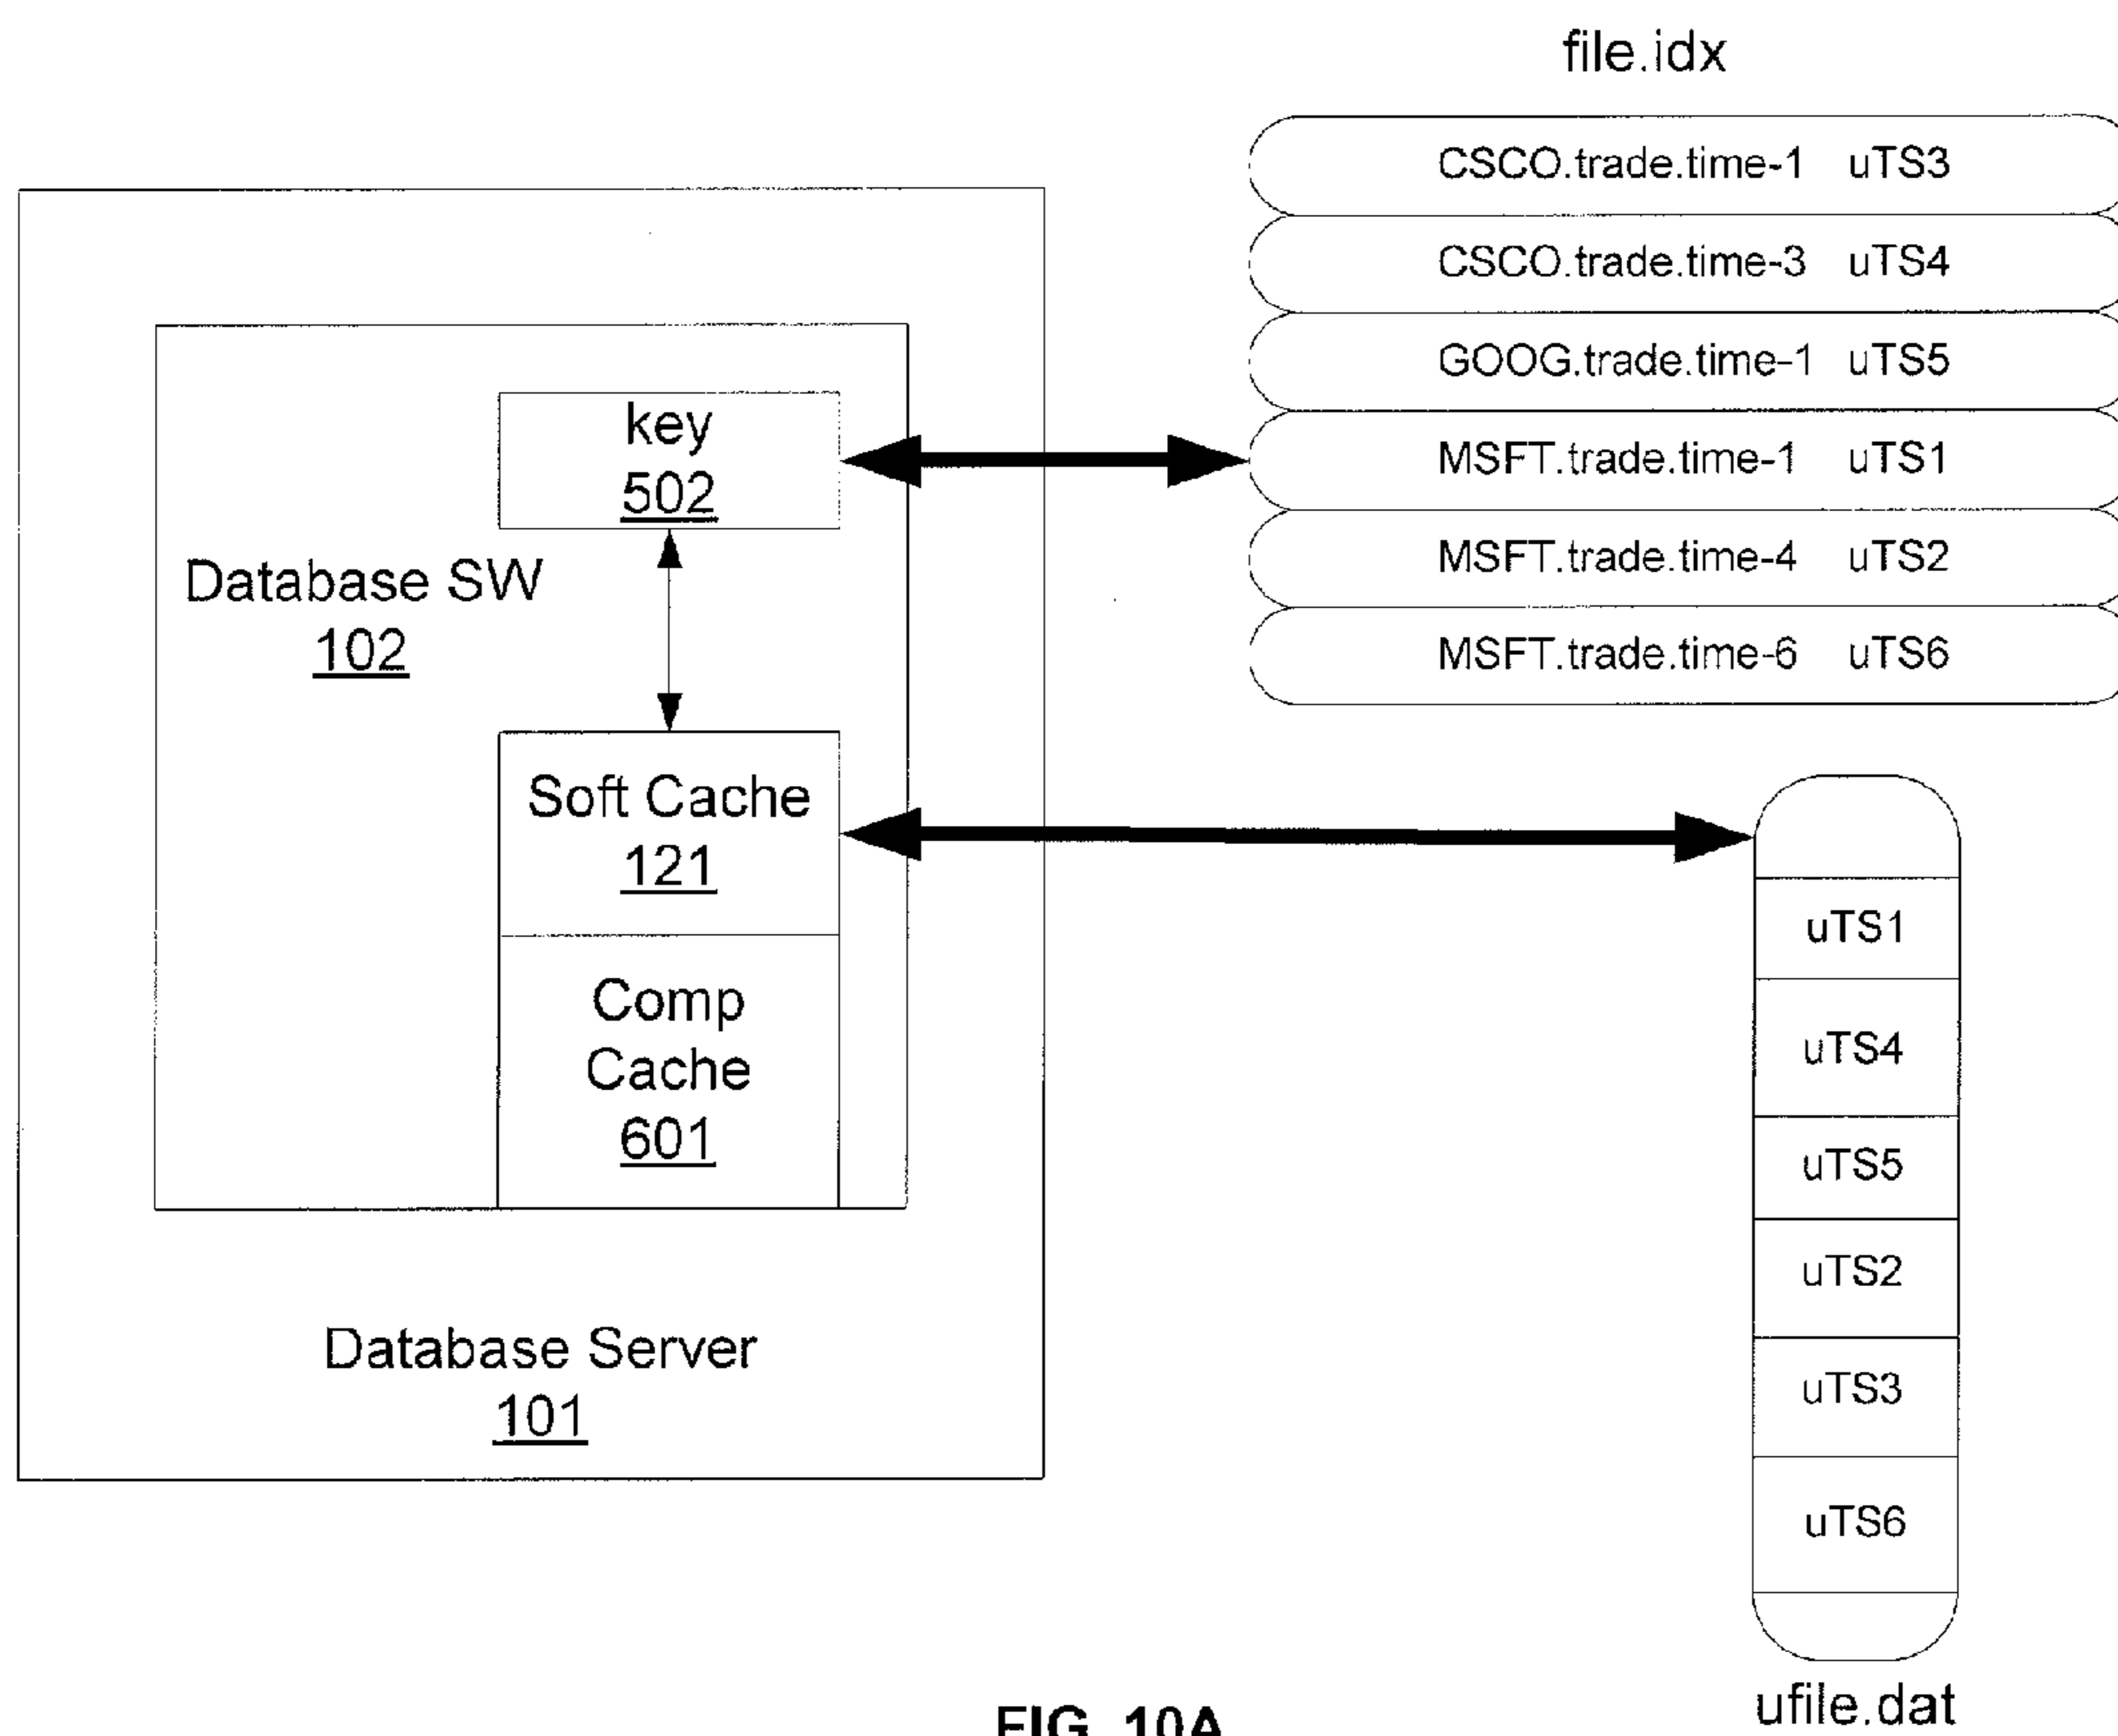 file.idx
CSCO.trade.time-1 uTS3
CSCO.trade.time-3 uTS4
GOOG.trade.time-1 uTS5
MSFT.trade.time-1 uTS1
MSFT.trade.time-4 uTS2
MSFT.trade.time-6 uTS6
key
502
Database SW
102
Soft Cache
121
Comp
Cache
601
Database Server
101
uTS1
uTS4
uTS5
uTS2
uTS3
uTS6
ufile.dat
FIG. 10A